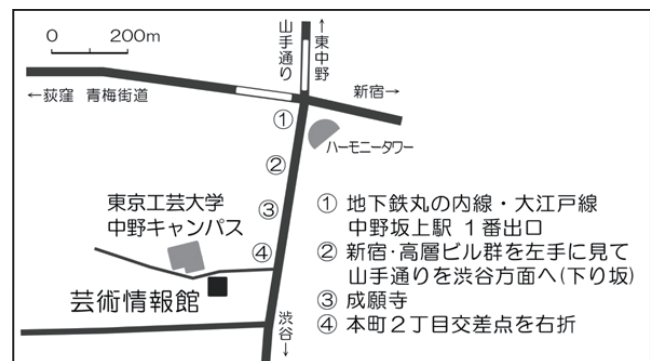 0 200m
山手通り
↑東中野
←荻窪 青梅街道
新宿→
①
ハーモニータワー
②
③
東京工芸大学
中野キャンパス
④
芸術情報館
渋谷↓
① 地下鉄丸の内線・大江戸線
中野坂上駅 1番出口
② 新宿・高層ビル群を左手に見て
山手通りを渋谷方面へ(下り坂)
③ 成願寺
④ 本町2丁目交差点を右折